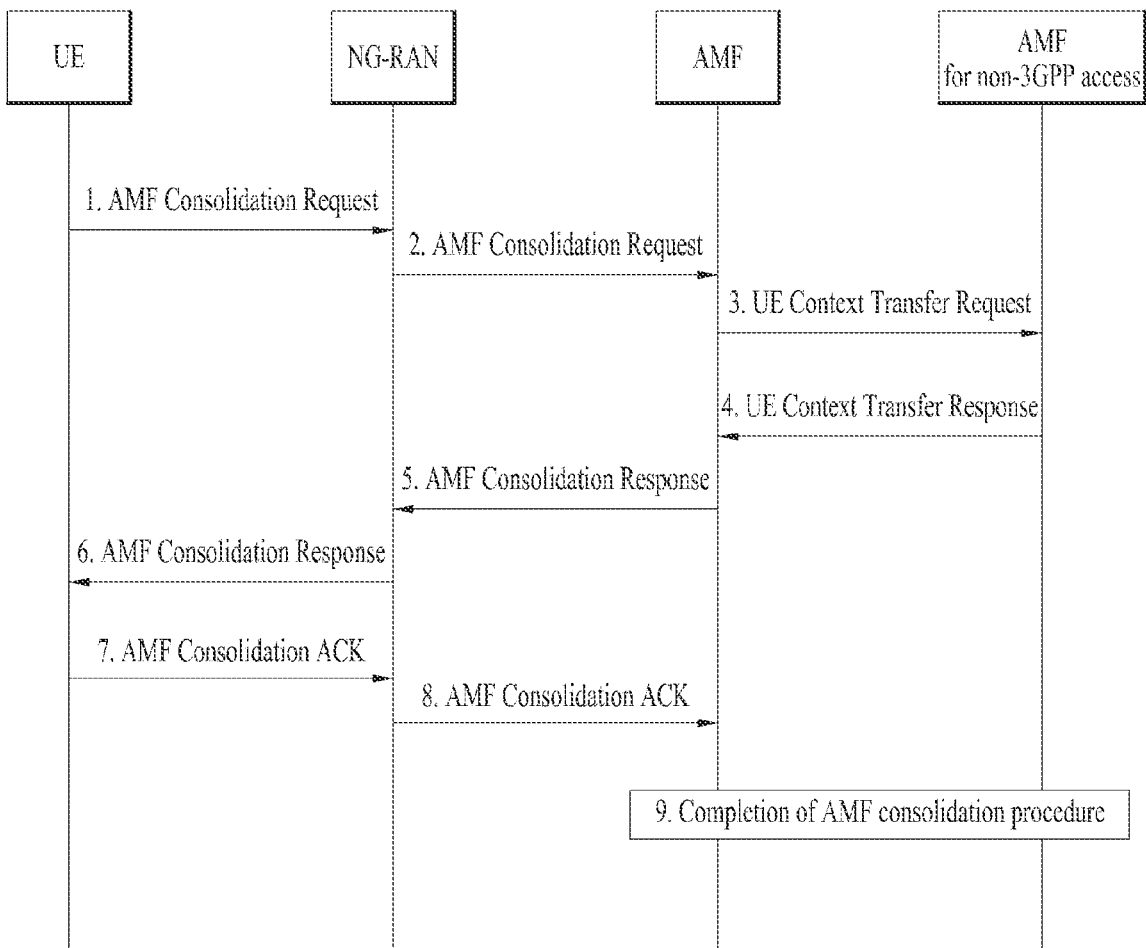 UE
NG-RAN
AMF
AMF
for non-3GPP access
1. AMF Consolidation Request
2. AMF Consolidation Request
3. UE Context Transfer Request
4. UE Context Transfer Response
5. AMF Consolidation Response
6. AMF Consolidation Response
7. AMF Consolidation ACK
8. AMF Consolidation ACK
9. Completion of AMF consolidation procedure